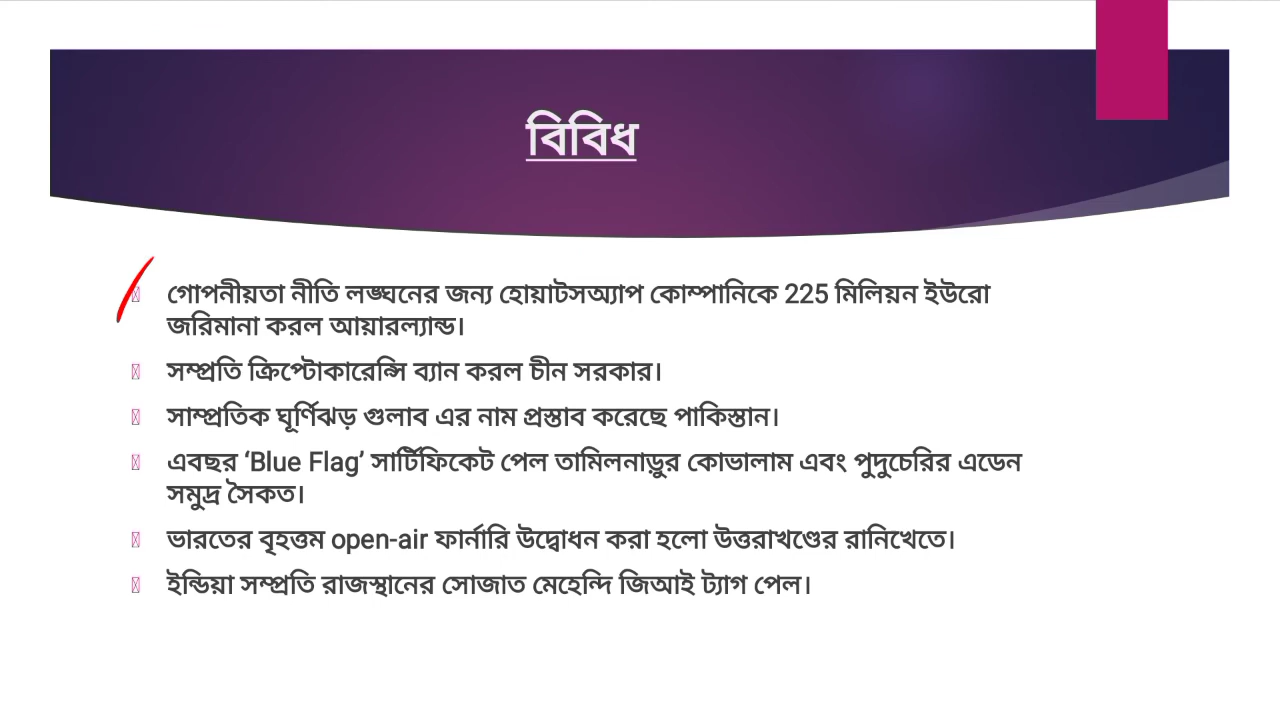 বিবিধ
গোপনীয়তা নীতি লঙ্ঘনের জন্য হোয়াটসঅ্যাপ কোম্পানিকে 225 মিলিয়ন ইউরো
জরিমানা করল আয়ারল্যান্ড।
সম্প্রতি ক্রিপ্টোকারেন্সি ব্যান করল চীন সরকার।
সাম্প্রতিক ঘূর্ণিঝড় গুলাব এর নাম প্রস্তাব করেছে পাকিস্তান।
এবছর ‘Blue Flag’ সার্টিফিকেট পেল তামিলনাড়ুর কোভালাম এবং পুদুচেরির এডেন
সমুদ্র সৈকত।
ভারতের বৃহত্তম open-air ফার্নারি উদ্বোধন করা হলো উত্তরাখণ্ডের রানিখেতে।
ইন্ডিয়া সম্প্রতি রাজস্থানের সোজাত মেহেন্দি জিআই ট্যাগ পেল।